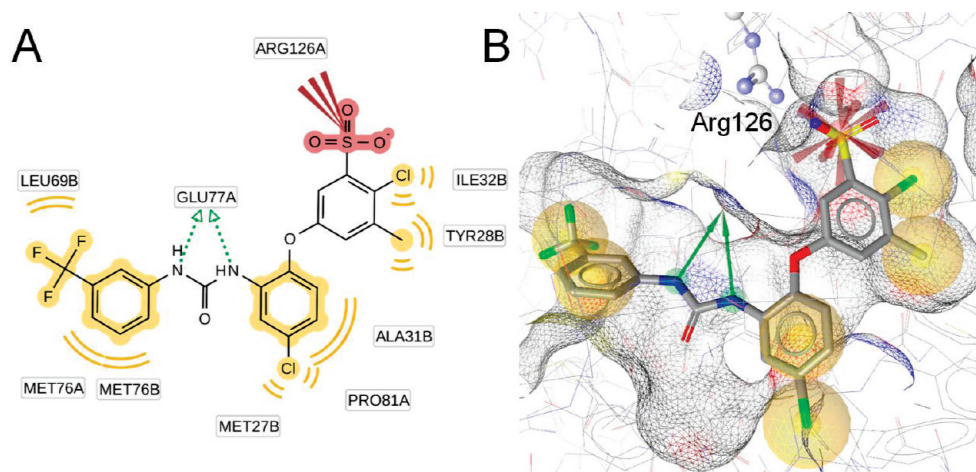 A
B
ARG126A
O
O
S
O-
Cl
ILE32B
LEU69B
GLU77A
TYR28B
Arg126
F
F
F
H
N
H
N
O
O
ALA31B
Cl
MET76A
MET76B
MET27B
PRO81A